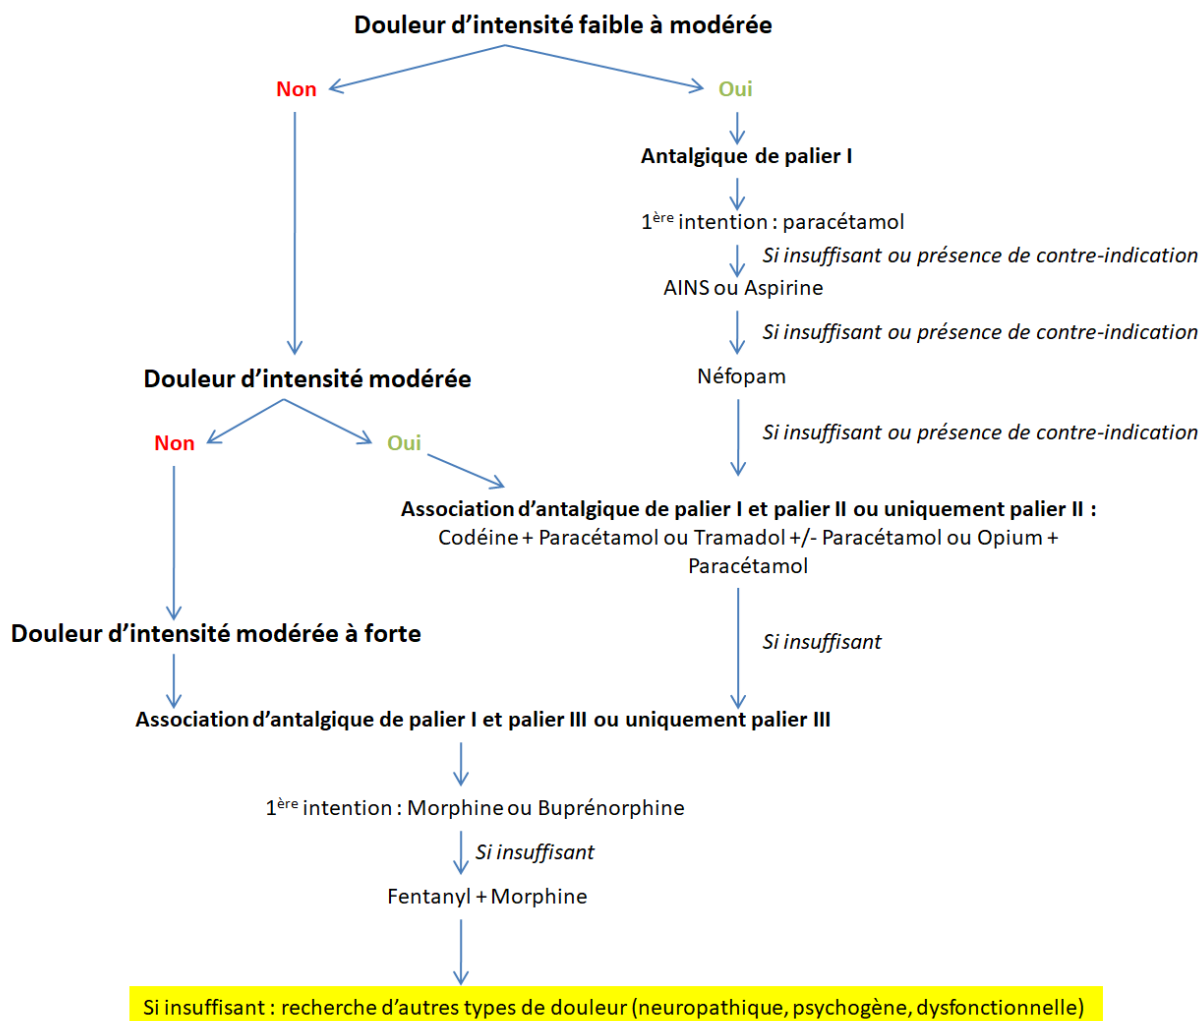 Douleur d'intensité faible à modérée
Non
Oui
Antalgique de palier I
1ère intention : paracétamol
Si insuffisant ou présence de contre-indication
AINS ou Aspirine
Si insuffisant ou présence de contre-indication
Néfopam
Douleur d'intensité modérée
Si insuffisant ou présence de contre-indication
Non
Oui
Association d'antalgique de palier I et palier II ou uniquement palier II :
Codéine + Paracétamol ou Tramadol +/- Paracétamol ou Opium +
Paracétamol
Douleur d'intensité modérée à forte
Si insuffisant
Association d'antalgique de palier I et palier III ou uniquement palier III
1ère intention : Morphine ou Buprénorphine
Si insuffisant
Fentanyl + Morphine
Si insuffisant : recherche d'autres types de douleur (neuropathique, psychogène, dysfonctionnelle)